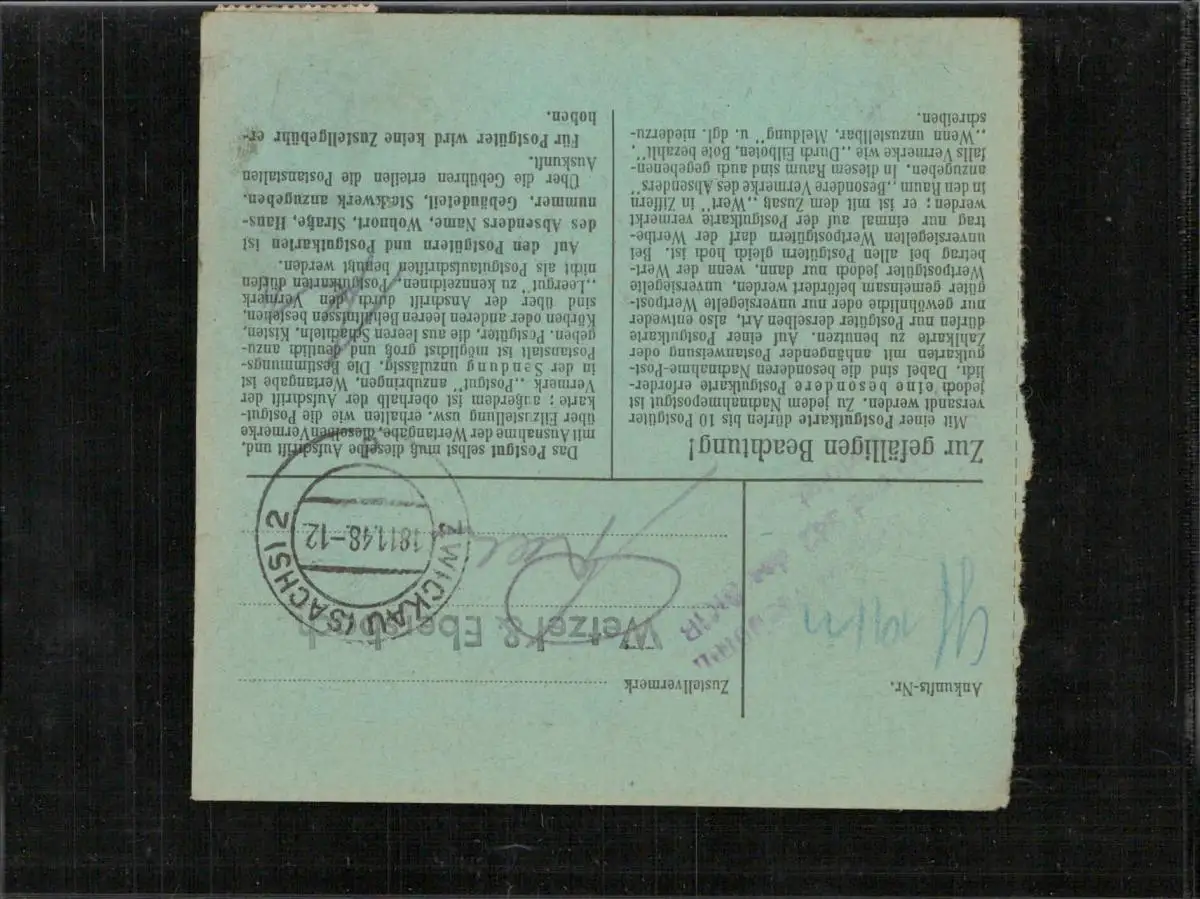 Ankunfts-Nr.
Zustellvermerk
Wetzel & Ebersbach
ZWICKAU (SACHS) 2
18.11.48.-12
Zur gefälligen Beachtung!
Mit einer Postgutkarte dürfen bis 10 Postgüter
versandt werden. Zu jedem Nachnahmepostgut ist
jedoch eine besondere Postgutkarte erforder-
lich. Dabei sind die besonderen Nachnahme-Post-
gutkarten mit anhängender Postanweisung oder
Zahlkarte zu benutzen. Auf einer Postgutkarte
dürfen nur Postgüter derselben Art, also entweder
nur gewöhnliche oder nur unversiegelte Wertpost-
güter gemeinsam befördert werden, unversiegelte
Wertpostgüter jedoch nur dann, wenn der Wert-
betrag bei allen Postgütern gleich hoch ist. Bei
unversiegelten Wertpostgütern darf der Wertbe-
trag nur einmal auf der Postgutkarte vermerkt
werden; er ist mit dem Zusatz „Wert" in Ziffern
in den Raum „Besondere Vermerke des Absenders"
anzugeben. In diesem Raum sind auch gegebenen-
falls Vermerke wie „Durch Eilboten, Bote bezahlt",
„Wenn unzustellbar, Meldung" u. dgl. niederzu-
schreiben.
Das Postgut selbst muß dieselbe Aufschrift und,
mit Ausnahme der Wertangabe, dieselben Vermerke
über Eilzustellung usw. erhalten wie die Postgut-
karte; außerdem ist oberhalb der Aufschrift der
Vermerk „Postgut" anzubringen. Wertangabe ist
in der Sendung unzulässig. Die Bestimmungs-
Postanstalt ist möglichst groß und deutlich anzu-
geben. Postgüter, die aus leeren Schachteln, Kisten,
Körben oder anderen leeren Behältnissen bestehen,
sind über der Anschrift durch den Vermerk
„Leergut" zu kennzeichnen. Postgutkarten dürfen
nicht als Postgutaufschriften benutzt werden.
Auf den Postgütern und Postgutkarten ist
des Absenders Name, Wohnort, Straße, Haus-
nummer, Gebäudeteil, Stockwerk anzugeben.
Über die Gebühren erteilen die Postanstalten
Auskunft.
Für Postgüter wird keine Zustellgebühr er-
hoben.